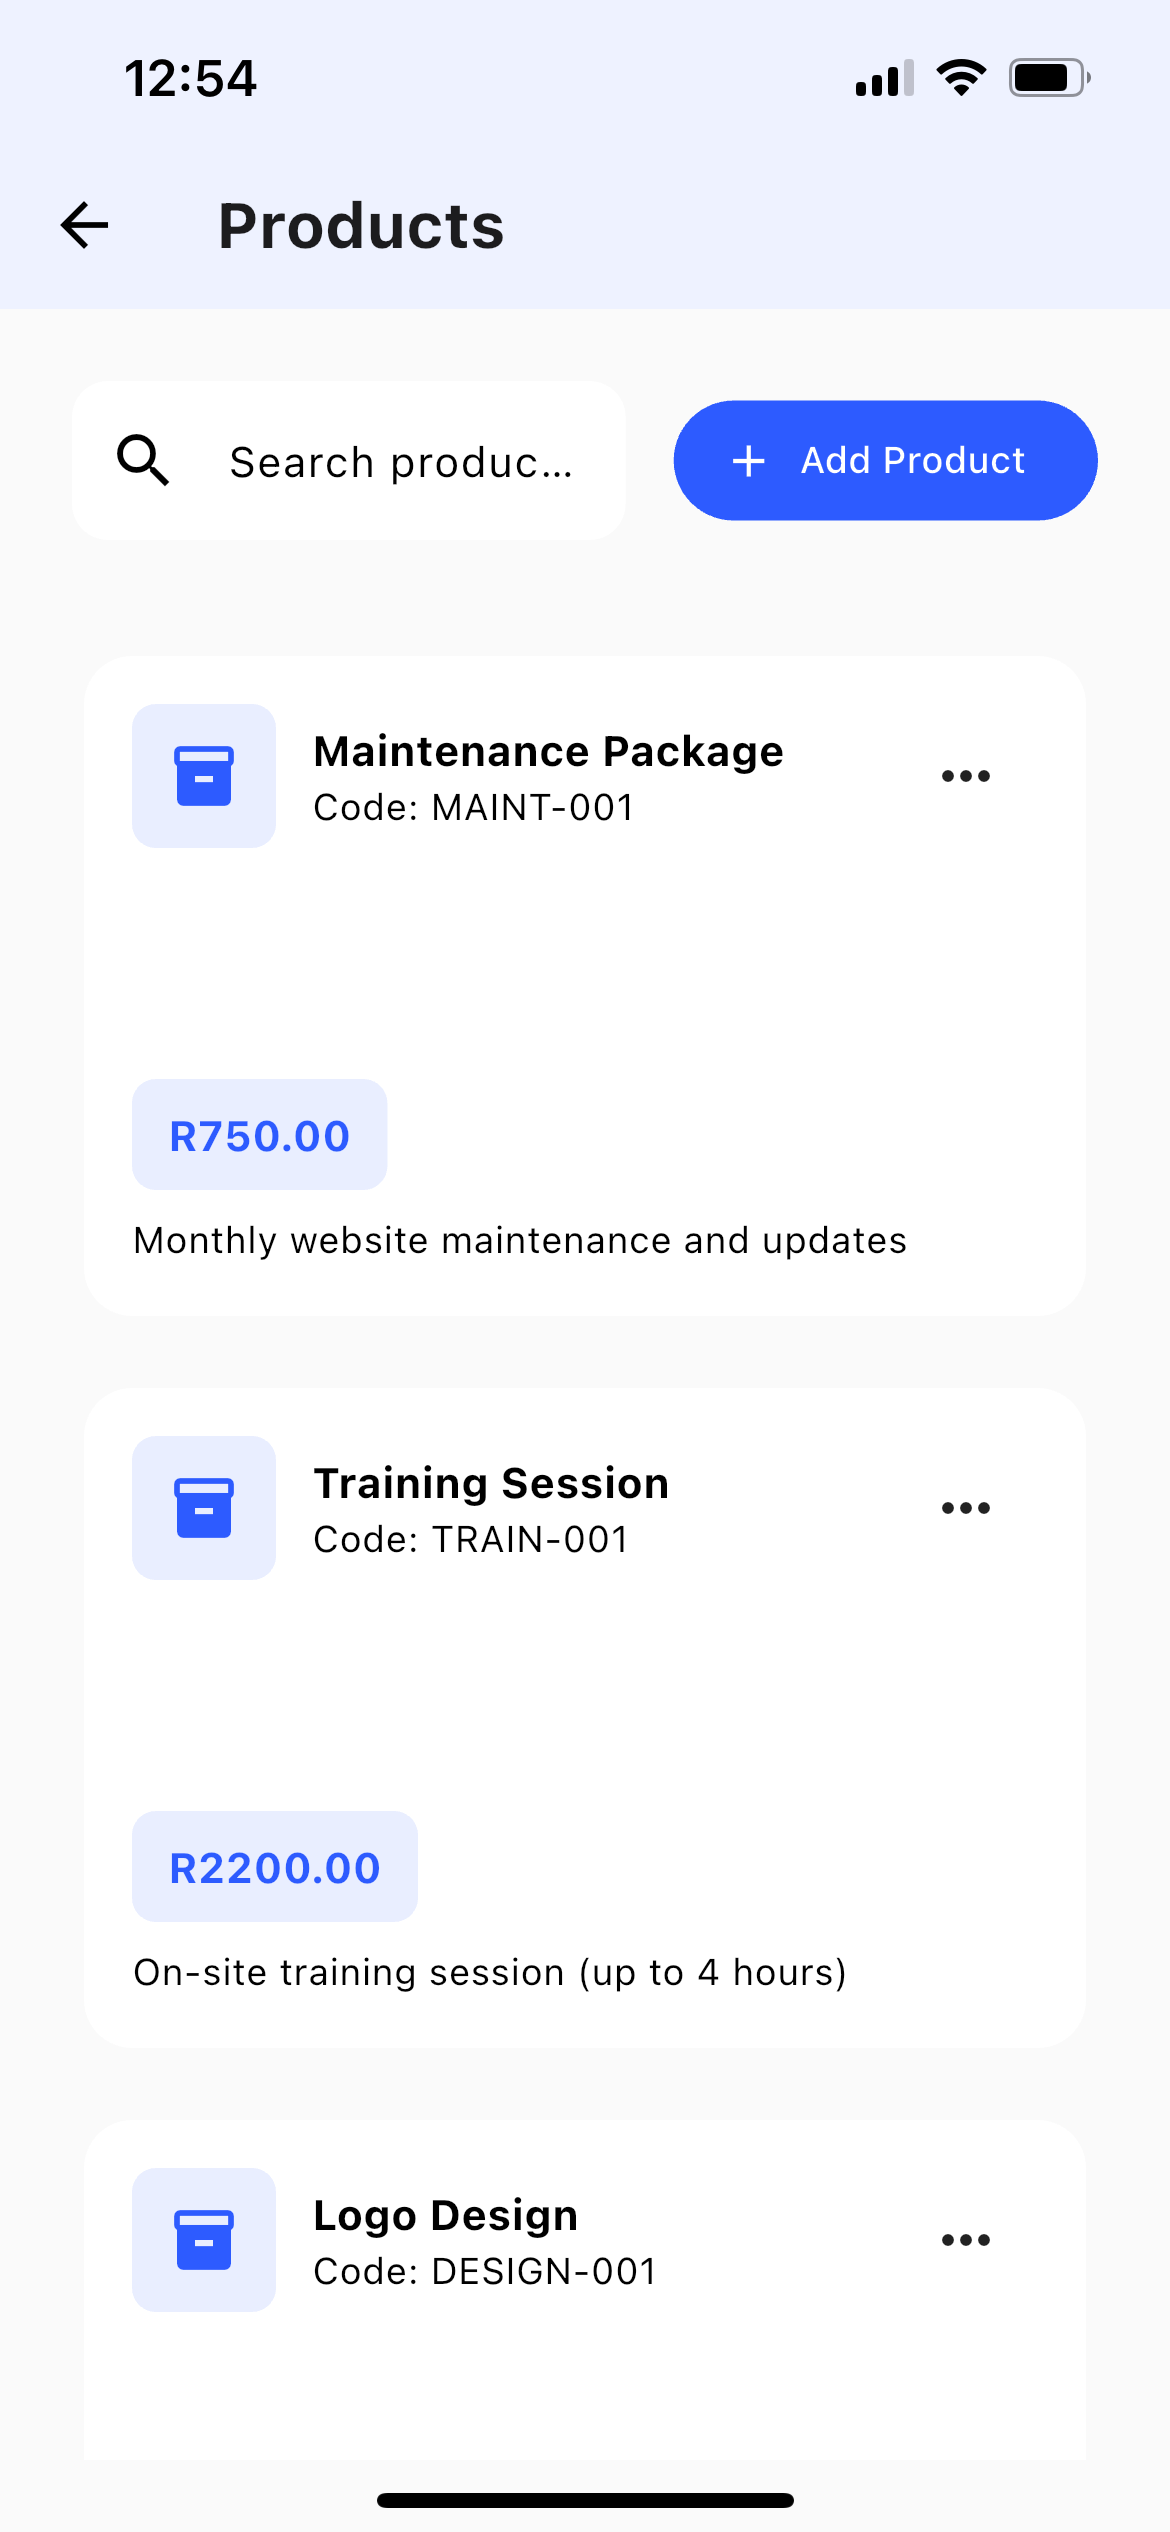 12:54
Products
Search produc...
Add Product
Maintenance Package
Code: MAINT-001
R750.00
Monthly website maintenance and updates
Training Session
Code: TRAIN-001
R2200.00
On-site training session (up to 4 hours)
Logo Design
Code: DESIGN-001